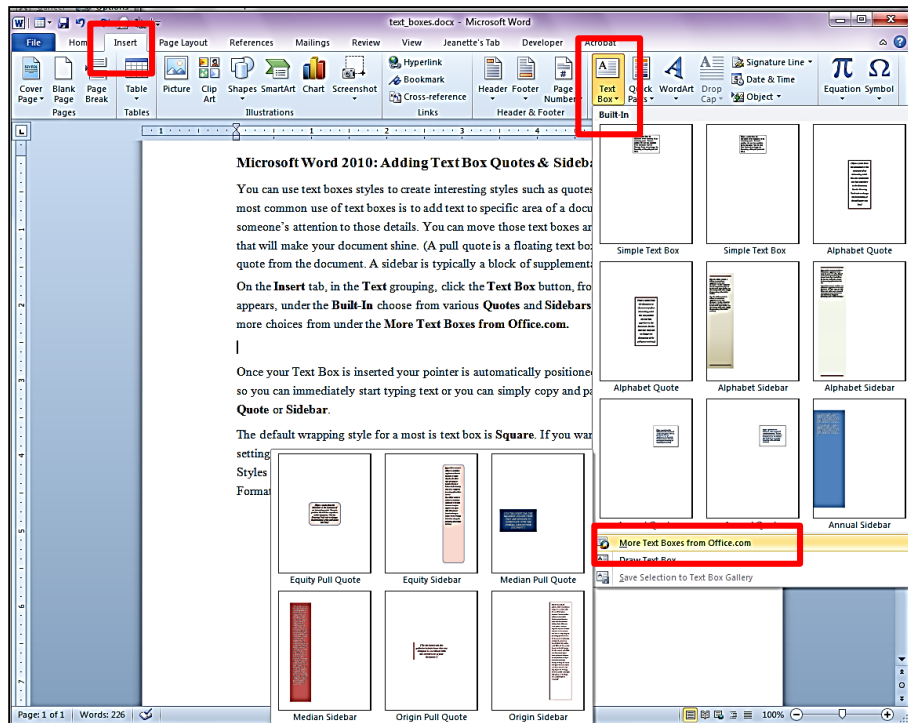 text_boxes.docx - Microsoft Word
File
Home
Insert
Page Layout
References
Mailings
Review
View
Jeanette's Tab
Developer
Acrobat
Cover Page
Blank Page
Page Break
Pages
Table
Tables
Picture
Clip Art
Shapes
SmartArt
Chart
Screenshot
Illustrations
Hyperlink
Bookmark
Cross-reference
Links
Header
Footer
Page Number
Header & Footer
Text Box
Quick Parts
WordArt
Drop Cap
Signature Line
Date & Time
Object
Equation
Symbol
Built-In
Microsoft Word 2010: Adding Text Box Quotes & Sideba
You can use text boxes styles to create interesting styles such as quotes
most common use of text boxes is to add text to specific area of a docu
someone's attention to those details. You can move those text boxes ar
that will make your document shine. (A pull quote is a floating text bo
quote from the document. A sidebar is typically a block of supplementa
On the Insert tab, in the Text grouping, click the Text Box button, fro
appears, under the Built-In choose from various Quotes and Sidebars
more choices from under the More Text Boxes from Office.com.
Once your Text Box is inserted your pointer is automatically positione
so you can immediately start typing text or you can simply copy and pa
Quote or Sidebar.
The default wrapping style for a most is text box is Square. If you wan
setting
Styles
Format
Simple Text Box
Simple Text Box
Alphabet Quote
Alphabet Quote
Alphabet Sidebar
Alphabet Sidebar
Annual Quote
Annual Quote
Annual Sidebar
More Text Boxes from Office.com
Draw Text Box
Save Selection to Text Box Gallery
Equity Pull Quote
Equity Sidebar
Median Pull Quote
Median Sidebar
Origin Pull Quote
Origin Sidebar
Page: 1 of 1
Words: 226
100%